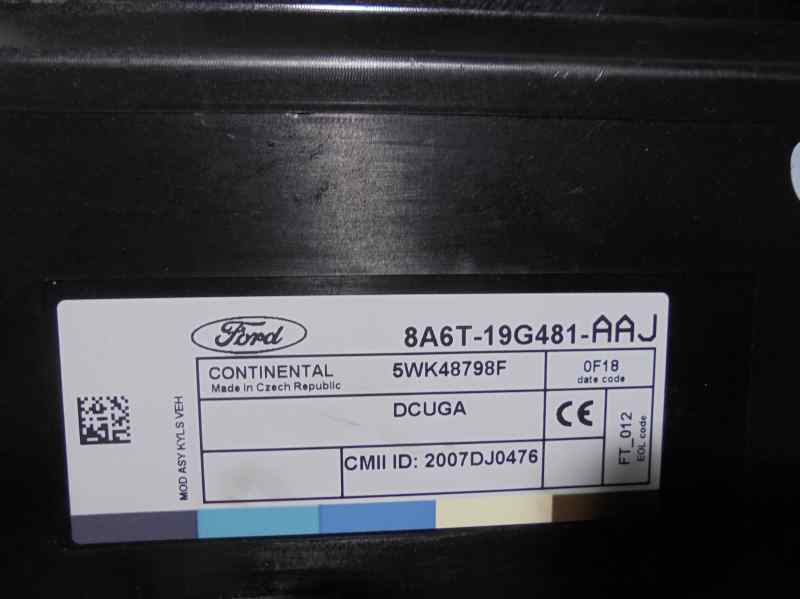 Ford
8A6T-19G481-AAJ
CONTINENTAL
Made in Czech Republic
5WK48798F
0F18
date code
DCUGA
CE
CMII ID: 2007DJ0476
FT_012
EOL code
MOD ASY KYLS VEH